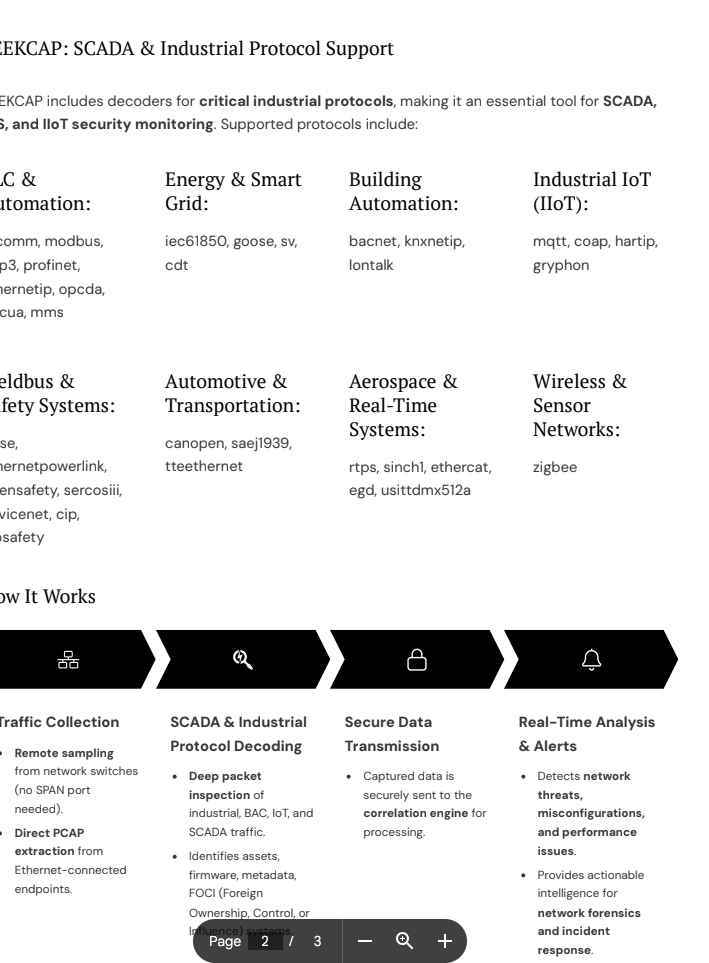 EEKCAP: SCADA & Industrial Protocol Support
EKCAP includes decoders for critical industrial protocols, making it an essential tool for SCADA,
S, and IIoT security monitoring. Supported protocols include:
LC &
utomation:
comm, modbus,
p3, profinet,
hernetip, opcda,
cua, mms
Energy & Smart
Grid:
iec61850, goose, sv,
cdt
Building
Automation:
bacnet, knxnetip,
lontalk
Industrial IoT
(IIoT):
mqtt, coap, hartip,
gryphon
eldbus &
fety Systems:
se,
hernetpowerlink,
ensafety, sercosiii,
vicenet, cip,
osafety
Automotive &
Transportation:
canopen, saej1939,
tteethernet
Aerospace &
Real-Time
Systems:
rtps, sinch1, ethercat,
egd, usittdmx512a
Wireless &
Sensor
Networks:
zigbee
ow It Works
Traffic Collection
Remote sampling
from network switches
(no SPAN port
needed).
Direct PCAP
extraction from
Ethernet-connected
endpoints.
SCADA & Industrial
Protocol Decoding
Deep packet
inspection of
industrial, BAC, IoT, and
SCADA traffic.
Identifies assets,
firmware, metadata,
FOCI (Foreign
Ownership, Control, or
Influence) systems.
Secure Data
Transmission
Captured data is
securely sent to the
correlation engine for
processing.
Real-Time Analysis
& Alerts
Detects network
threats,
misconfigurations,
and performance
issues.
Provides actionable
intelligence for
network forensics
and incident
response.
Page 2 / 3